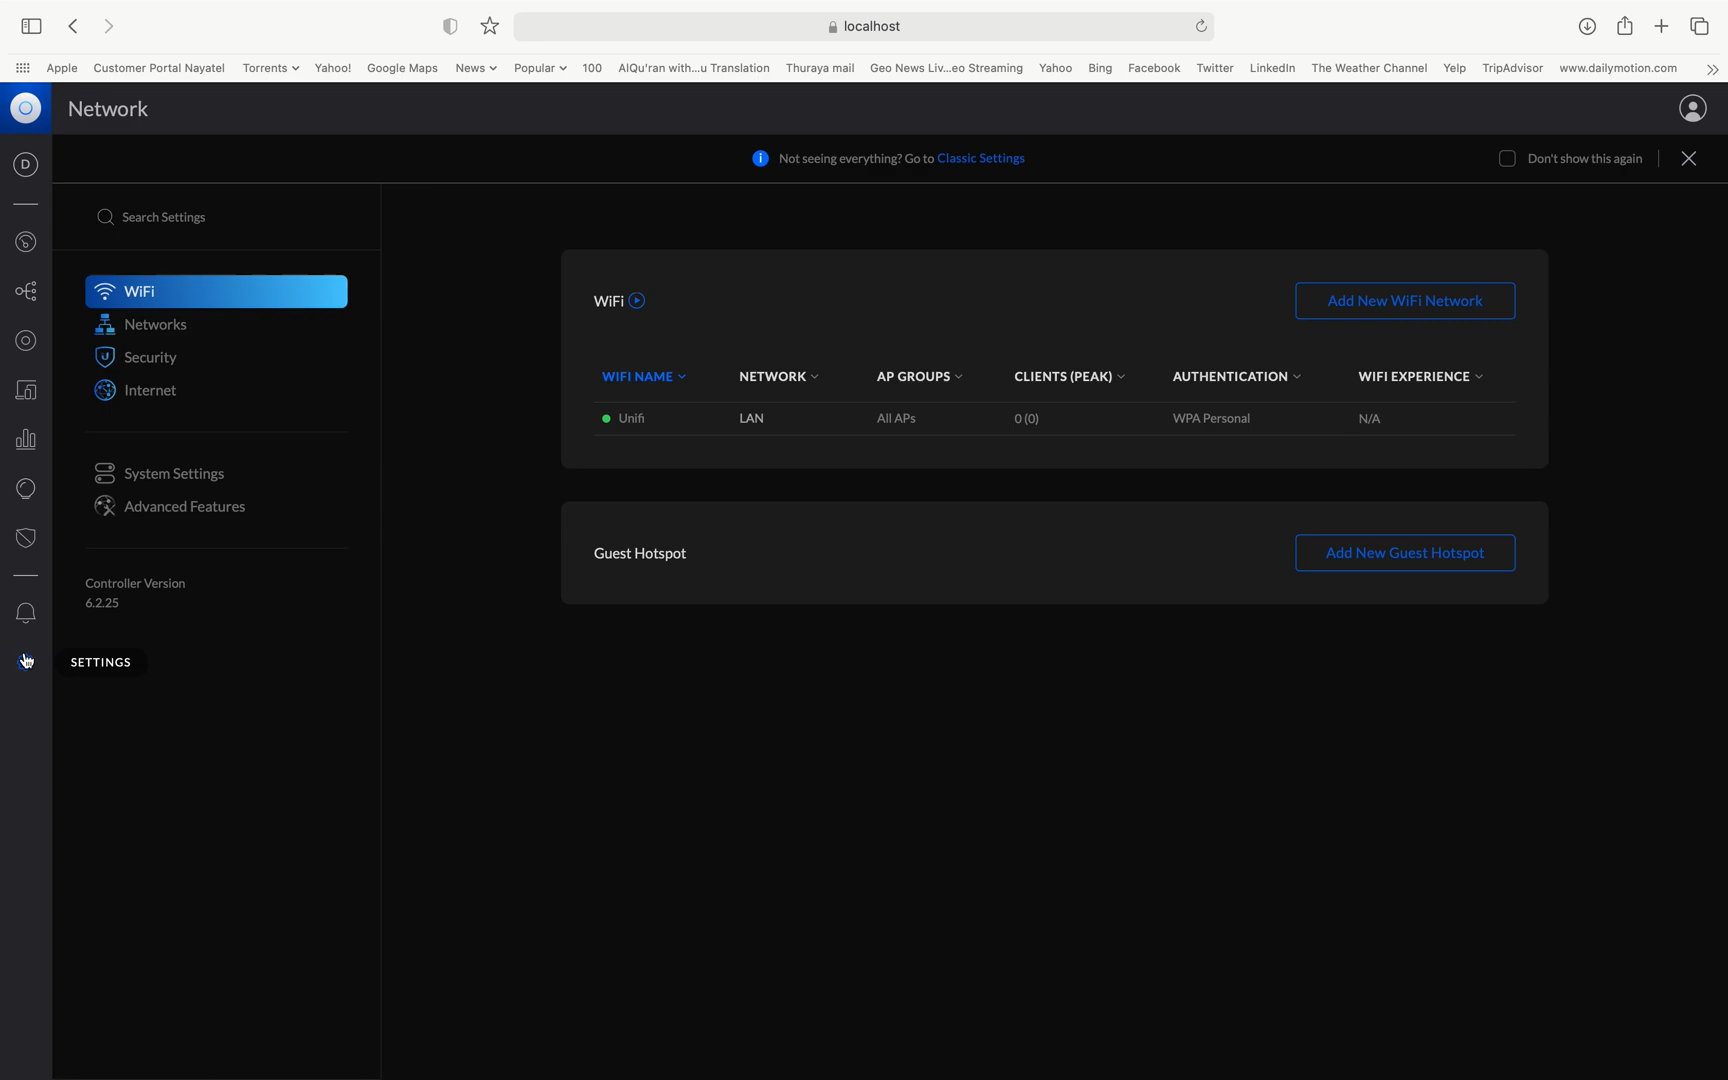 localhost
Apple Customer Portal Nayatel Torrents Yahoo! Google Maps News Popular 100 AlQu'ran with...u Translation Thuraya mail Geo News Liv...eo Streaming Yahoo Bing Facebook Twitter LinkedIn The Weather Channel Yelp TripAdvisor www.dailymotion.com
Network
D
Not seeing everything? Go to Classic Settings
Don't show this again
Search Settings
WiFi
Networks
Security
Internet
System Settings
Advanced Features
Controller Version
6.2.25
SETTINGS
WiFi
Add New WiFi Network
WIFI NAME NETWORK AP GROUPS CLIENTS (PEAK) AUTHENTICATION WIFI EXPERIENCE
Unifi LAN All APs 0 (0) WPA Personal N/A
Guest Hotspot
Add New Guest Hotspot